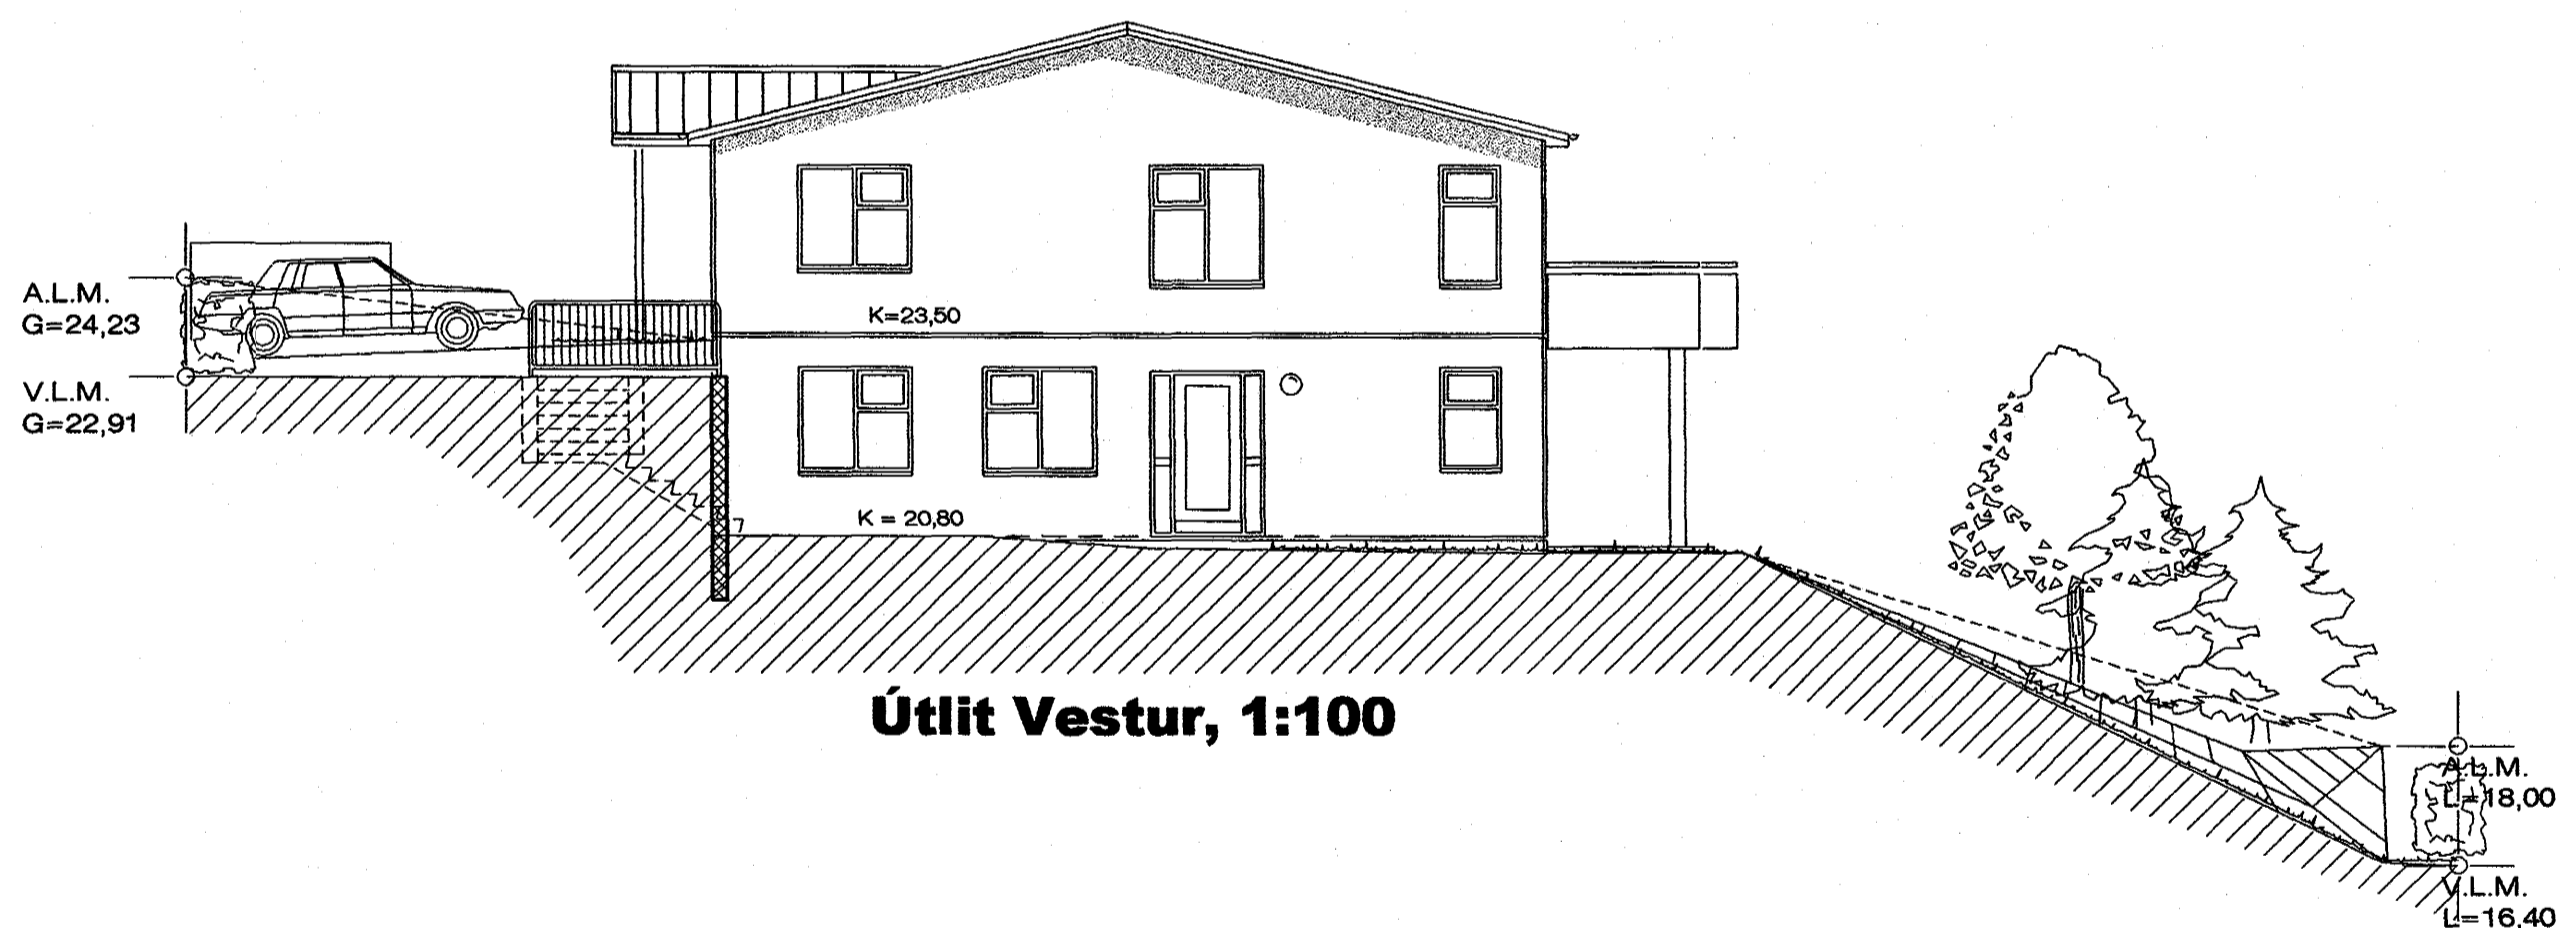 A.L.M.
G=24,23
V.L.M.
G=22,91
K=23,50
K = 20,80
Útlit Vestur, 1:100
A.L.M.
L=18,00
V.L.M.
L=16,40